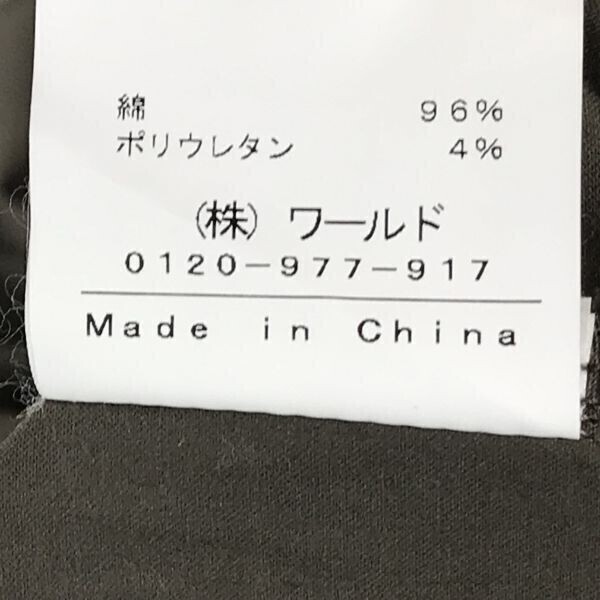 綿 96%
ポリウレタン 4%
(株) ワールド
0120-977-917
Made in China